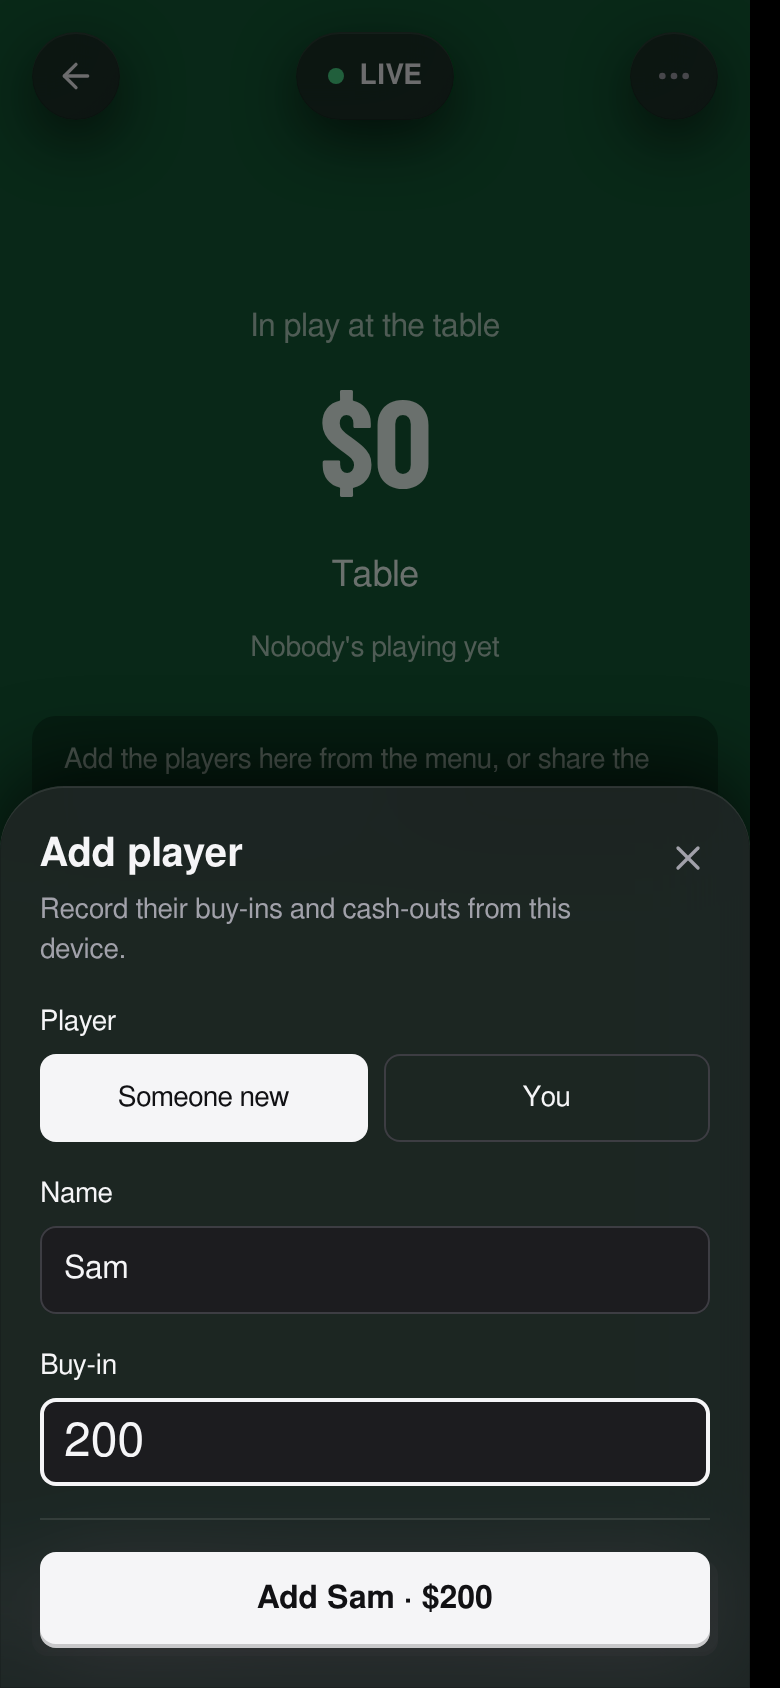 LIVE
In play at the table
$0
Table
Nobody's playing yet
Add the players here from the menu, or share the
Add player
Record their buy-ins and cash-outs from this
device.
Player
Someone new
You
Name
Sam
Buy-in
200
Add Sam · $200